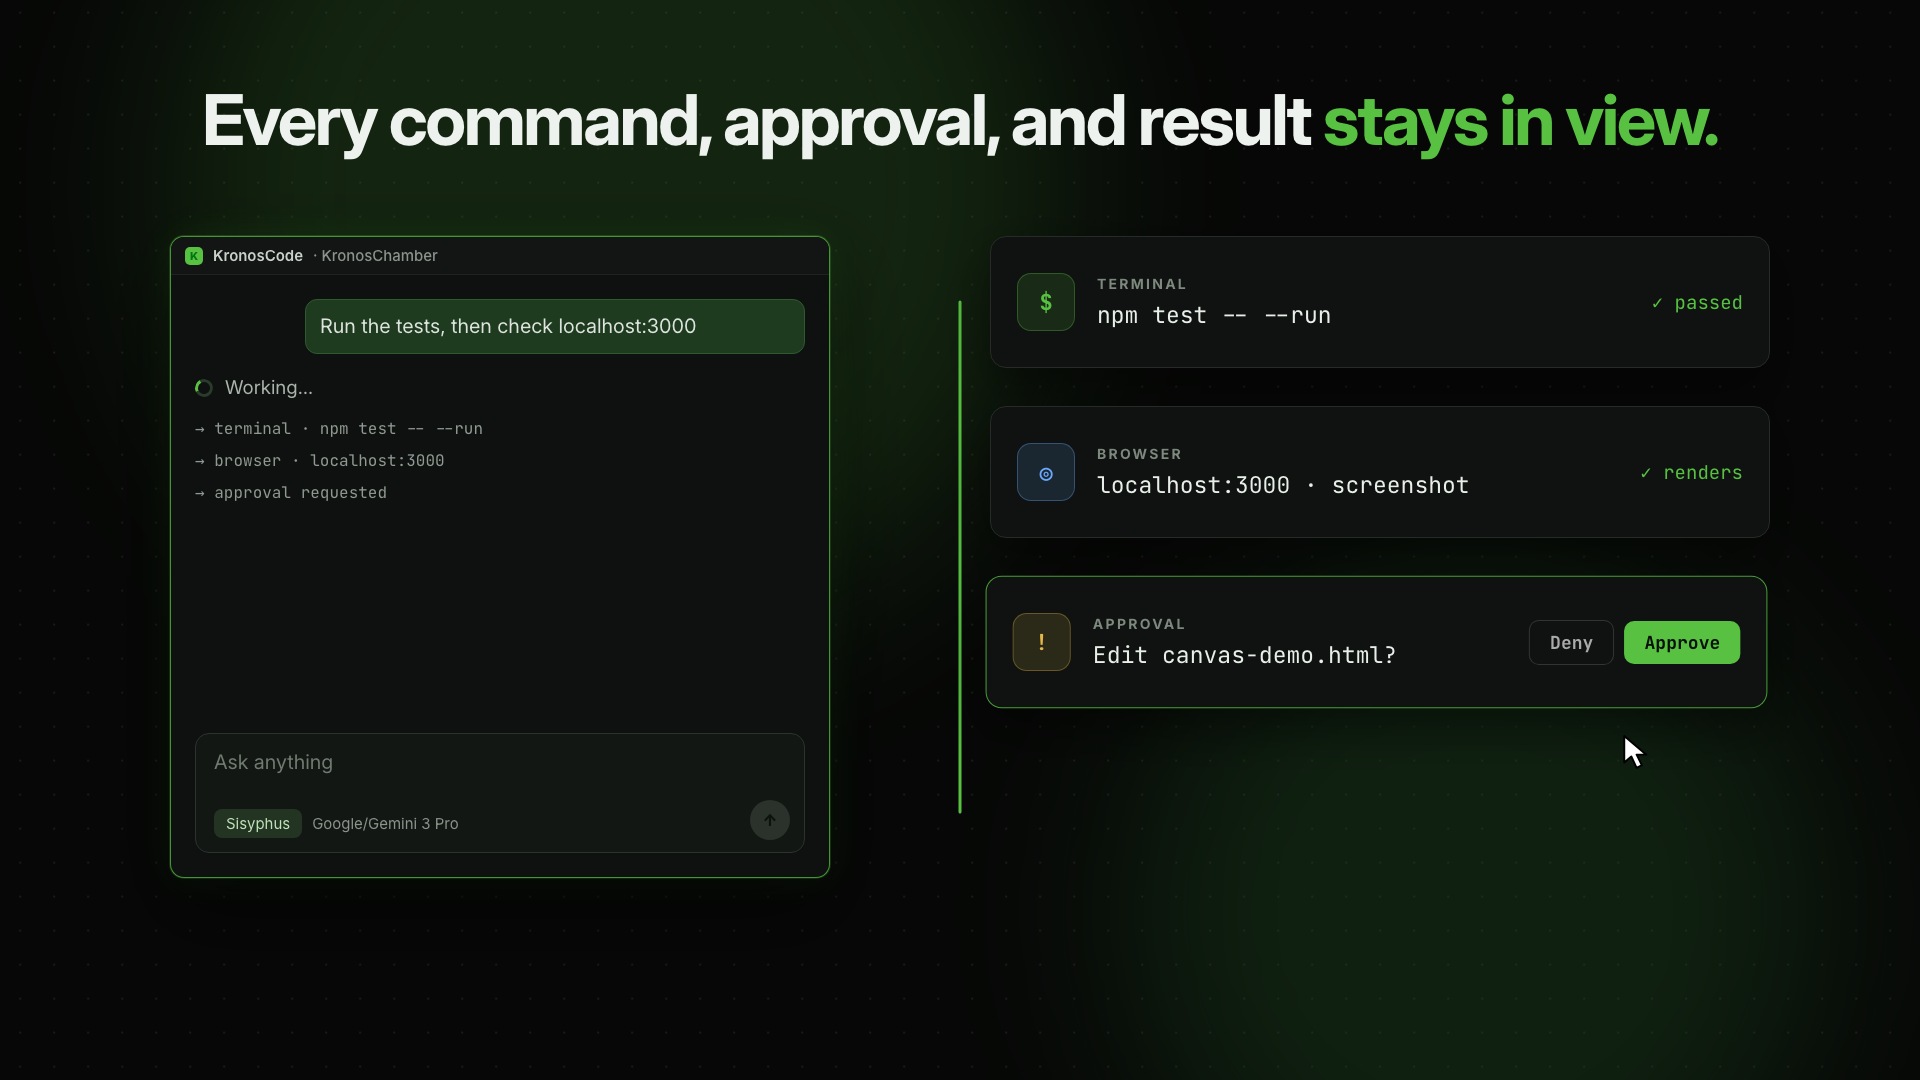 Every command, approval, and result stays in view.
K KronosCode · KronosChamber
Run the tests, then check localhost:3000
Working...
→ terminal · npm test -- --run
→ browser · localhost:3000
→ approval requested
Ask anything
Sisyphus Google/Gemini 3 Pro
$
TERMINAL
npm test -- --run
✓ passed
BROWSER
localhost:3000 · screenshot
✓ renders
!
APPROVAL
Edit canvas-demo.html?
Deny Approve